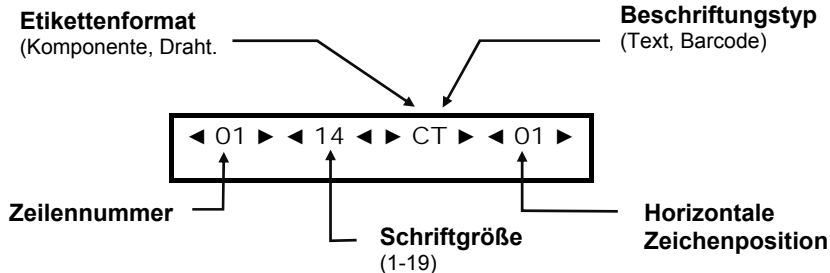 Etikettenformat
(Komponente, Draht.
Beschriftungstyp
(Text, Barcode)
◄ 01 ► ◄ 14 ◄ ► CT ► ◄ 01 ►
Zeilennummer
Schriftgröße
(1-19)
Horizontale
Zeichenposition